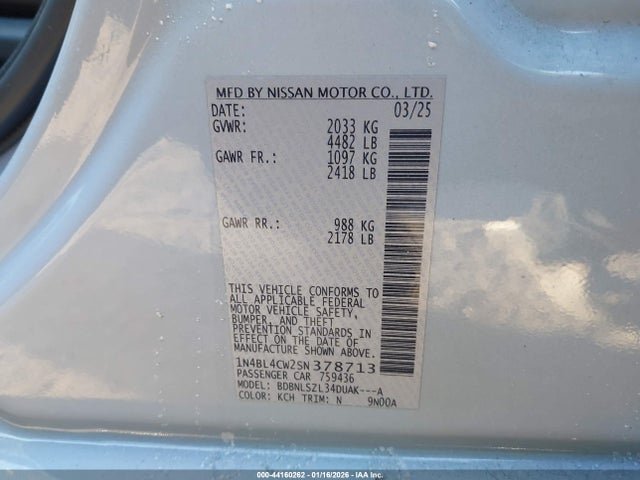 MFD BY NISSAN MOTOR CO., LTD.
DATE: 03/25
GVWR: 2033 KG
4482 LB
GAWR FR.: 1097 KG
2418 LB
GAWR RR.: 988 KG
2178 LB
THIS VEHICLE CONFORMS TO
ALL APPLICABLE FEDERAL
MOTOR VEHICLE SAFETY,
BUMPER, AND THEFT
PREVENTION STANDARDS IN
EFFECT ON THE DATE OF
MANUFACTURE SHOWN ABOVE.
1N4BL4CW2SN378713
PASSENGER CAR 759436
MODEL: BDBNLSZL34DUAK---A
COLOR: KCH TRIM: N 9N00A
000-44160262 - 01/16/2026 - IAA Inc.